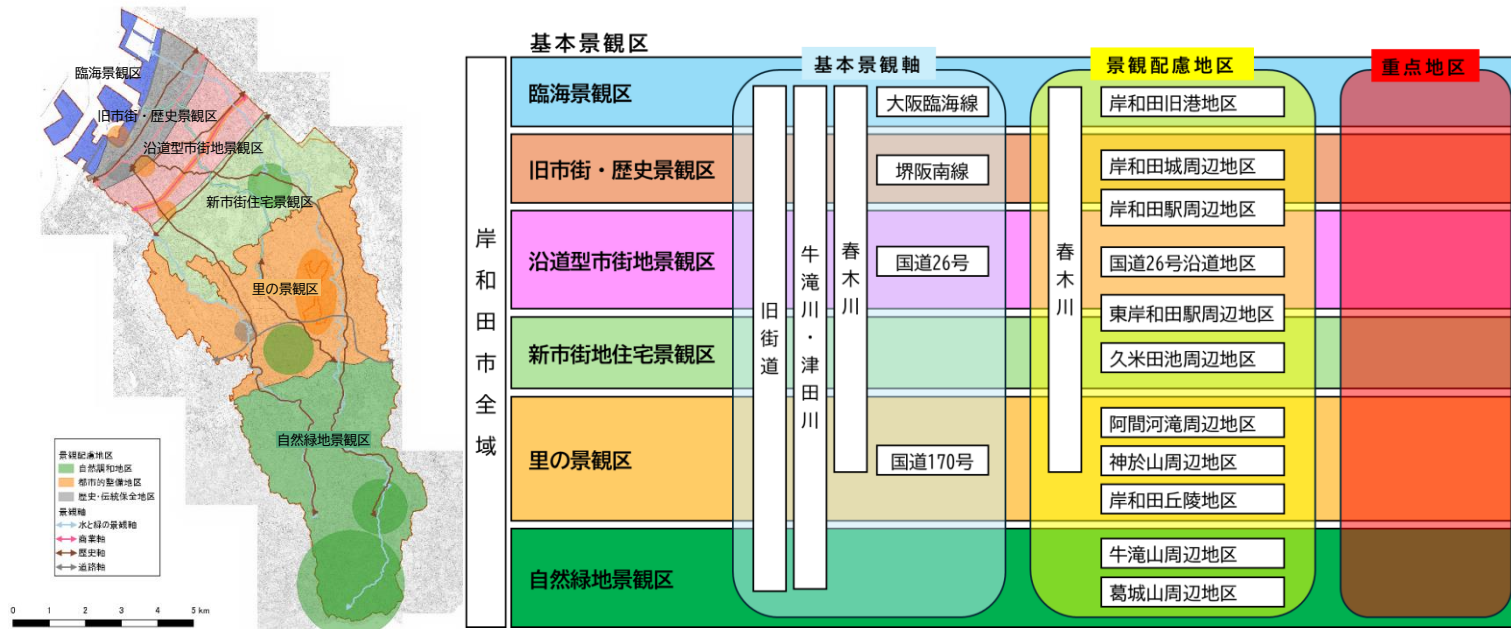 臨海景観区
旧市街・歴史景観区
沿道型市街地景観区
新市街住宅景観区
里の景観区
自然緑地景観区
景観配慮地区
自然調和地区
都市的整備地区
歴史・伝統保全地区
景観軸
水と緑の景観軸
商業軸
歴史軸
道路軸
0 1 2 3 4 5 km
基本景観区
岸和田市全域
基本景観軸
景観配慮地区
重点地区
臨海景観区
旧市街・歴史景観区
沿道型市街地景観区
新市街地住宅景観区
里の景観区
自然緑地景観区
旧街道
牛滝川・津田川
春木川
大阪臨海線
堺阪南線
国道26号
国道170号
春木川
岸和田旧港地区
岸和田城周辺地区
岸和田駅周辺地区
国道26号沿道地区
東岸和田駅周辺地区
久米田池周辺地区
阿間河滝周辺地区
神於山周辺地区
岸和田丘陵地区
牛滝山周辺地区
葛城山周辺地区